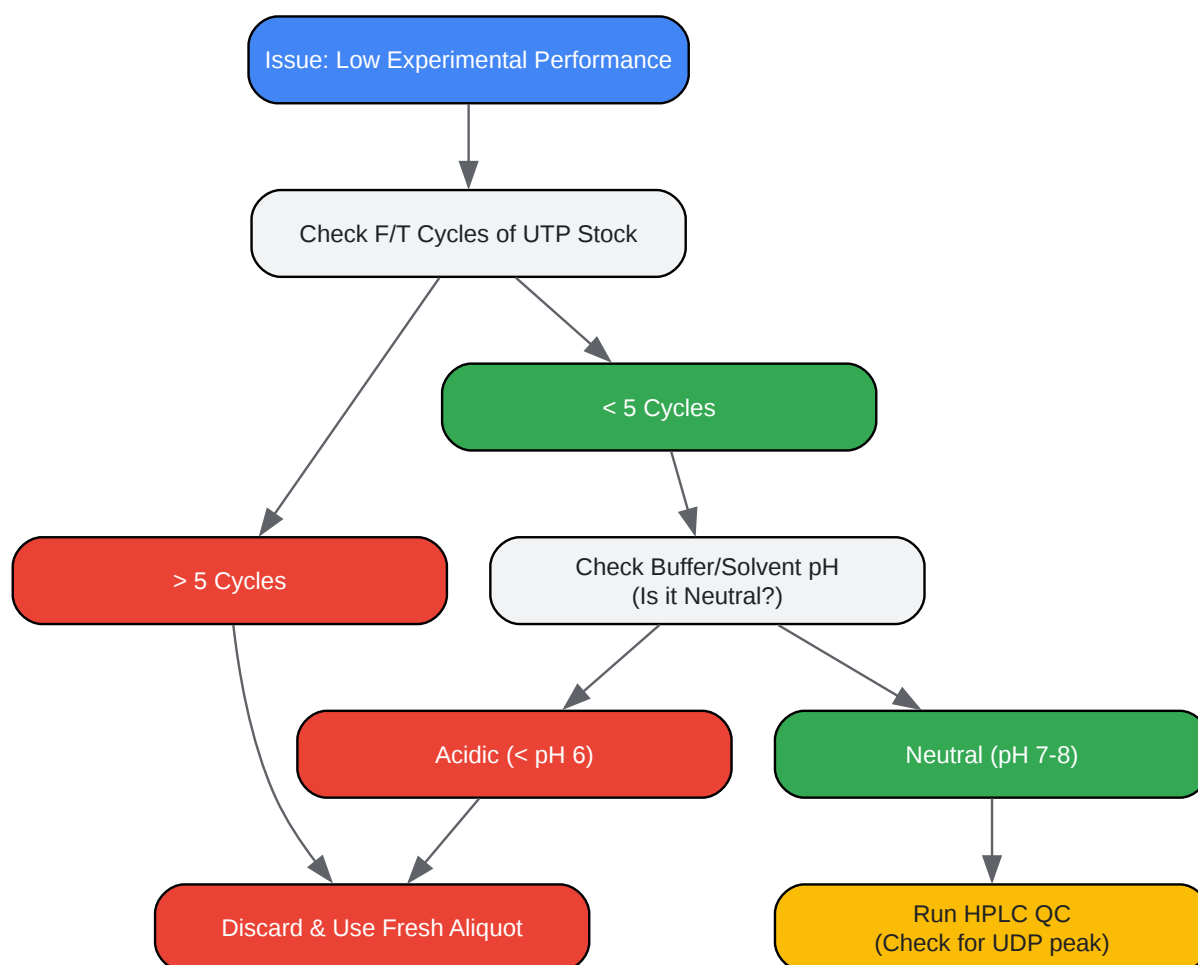 Issue: Low Experimental Performance
Check F/T Cycles of UTP Stock
< 5 Cycles
> 5 Cycles
Check Buffer/Solvent pH
(Is it Neutral?)
Acidic (< pH 6)
Neutral (pH 7-8)
Discard & Use Fresh Aliquot
Run HPLC QC
(Check for UDP peak)